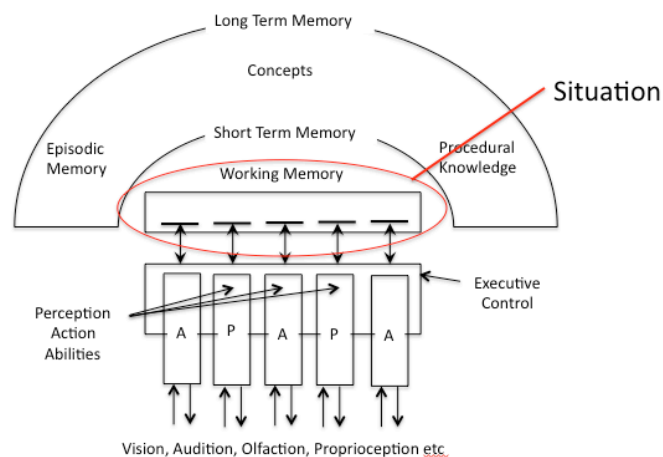 Long Term Memory
Concepts
Situation
Episodic
Memory
Short Term Memory
Procedural
Knowledge
Working Memory
Executive
Control
Perception
Action
Abilities
A
P
A
P
A
Vision, Audition, Olfaction, Proprioception etc